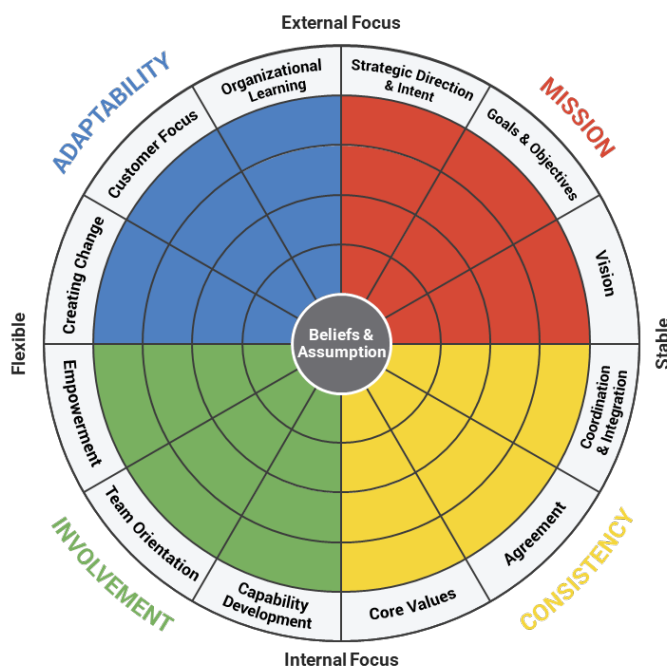 External Focus
ADAPTABILITY
MISSION
Organizational
Learning
Strategic Direction
& Intent
Customer Focus
Goals & Objectives
Creating Change
Vision
Flexible
Stable
Beliefs &
Assumption
Empowerment
Coordination
& Integration
Team Orientation
Agreement
Capability
Development
Core Values
INVOLVEMENT
CONSISTENCY
Internal Focus